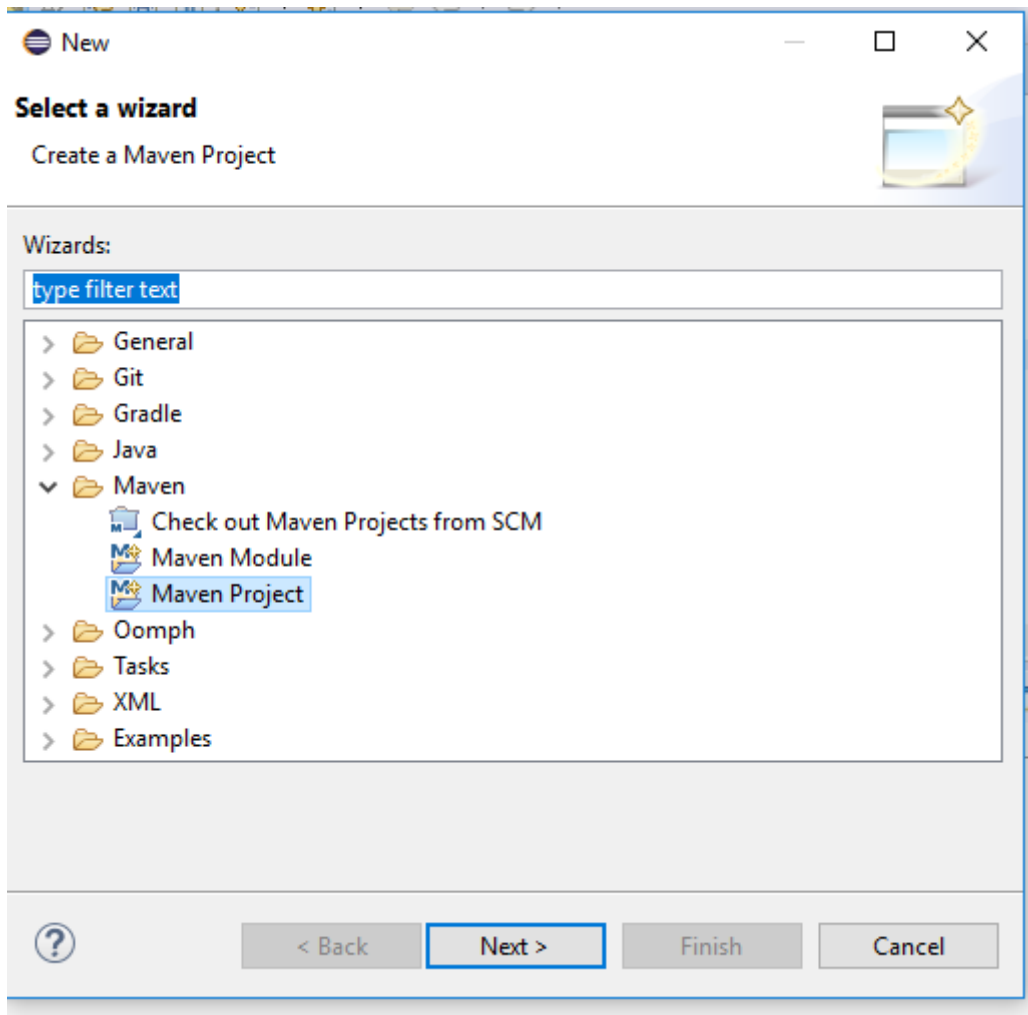 New
Select a wizard
Create a Maven Project
Wizards:
type filter text
General
Git
Gradle
Java
Maven
Check out Maven Projects from SCM
Maven Module
Maven Project
Oomph
Tasks
XML
Examples
? < Back Next > Finish Cancel